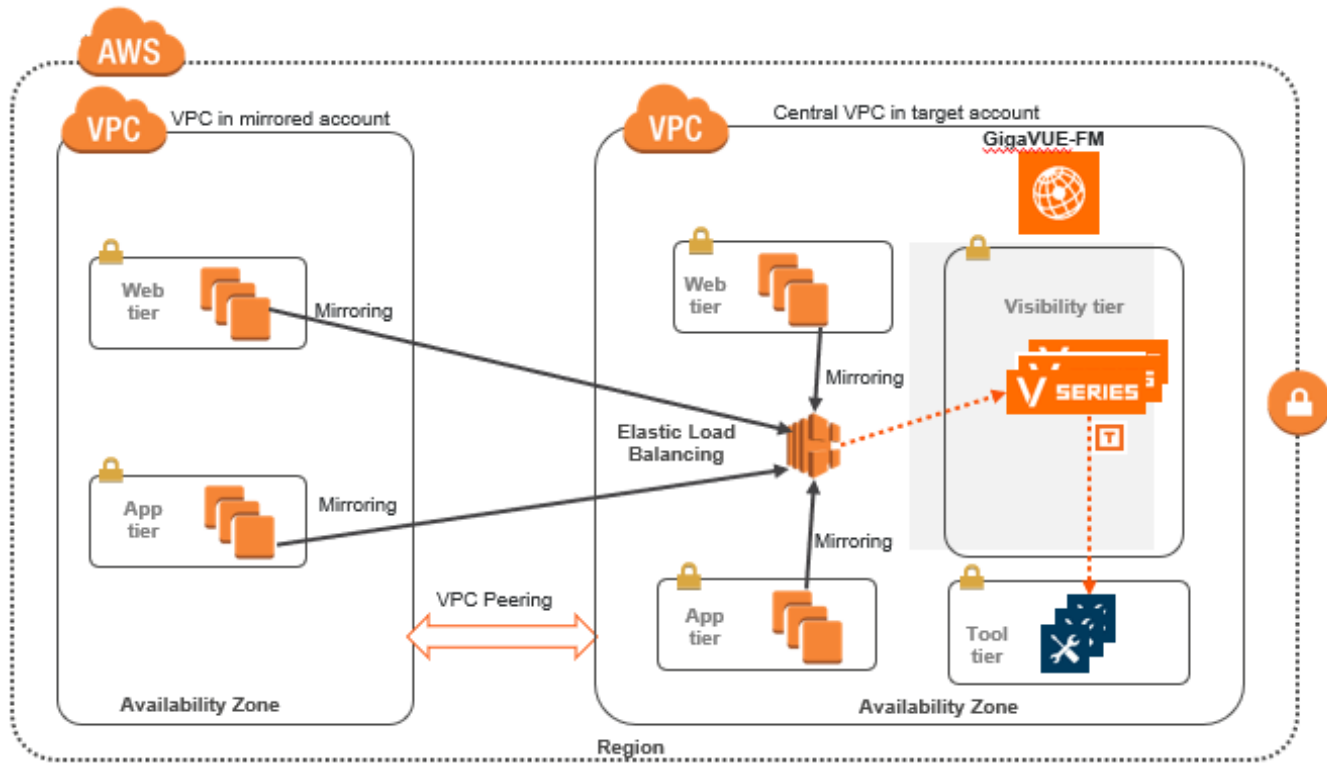 AWS
VPC
VPC in mirrored account
VPC
Central VPC in target account
GigaVUE-FM
Web
tier
Mirroring
Web
tier
Mirroring
Visibility tier
V SERIES
T
Elastic Load
Balancing
App
tier
Mirroring
Mirroring
VPC Peering
App
tier
Tool
tier
Availability Zone
Availability Zone
Region